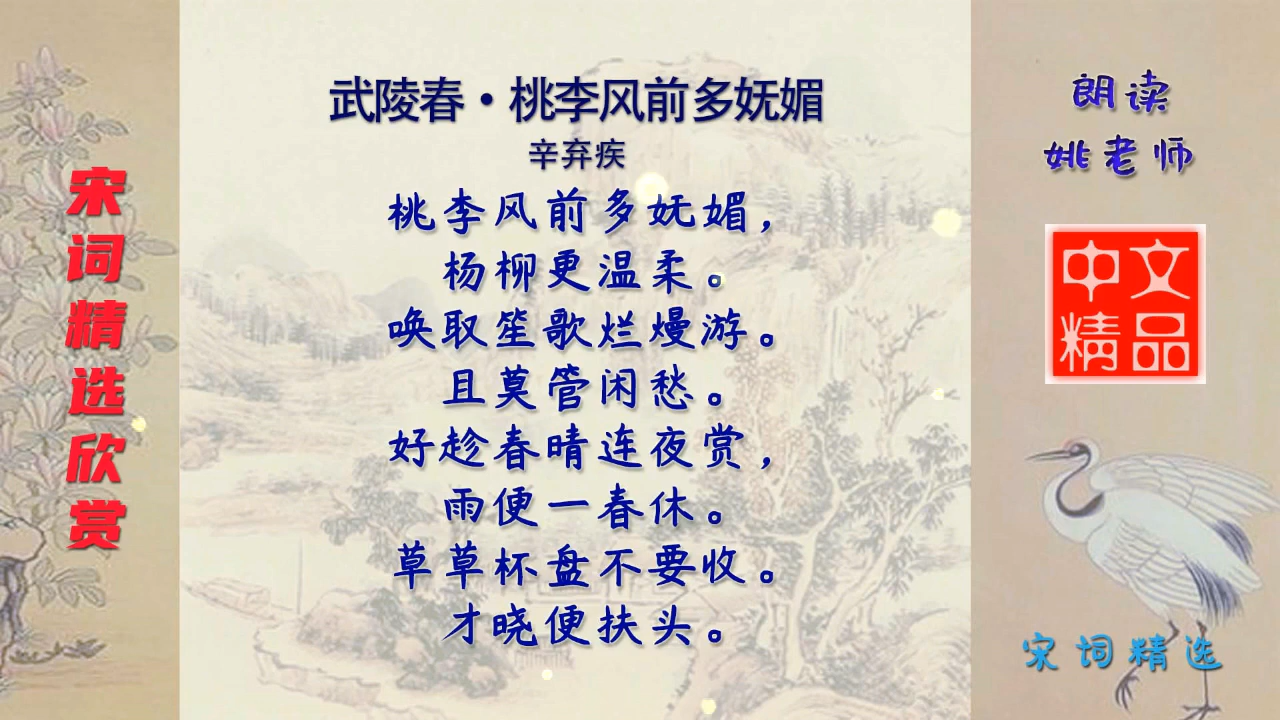 宋词精选欣赏
武陵春·桃李风前多妩媚
辛弃疾
桃李风前多妩媚，
杨柳更温柔。
唤取笙歌烂熳游。
且莫管闲愁。
好趁春晴连夜赏，
雨便一春休。
草草杯盘不要收。
才晓便扶头。
朗读
姚老师
中文
精品
宋词精选